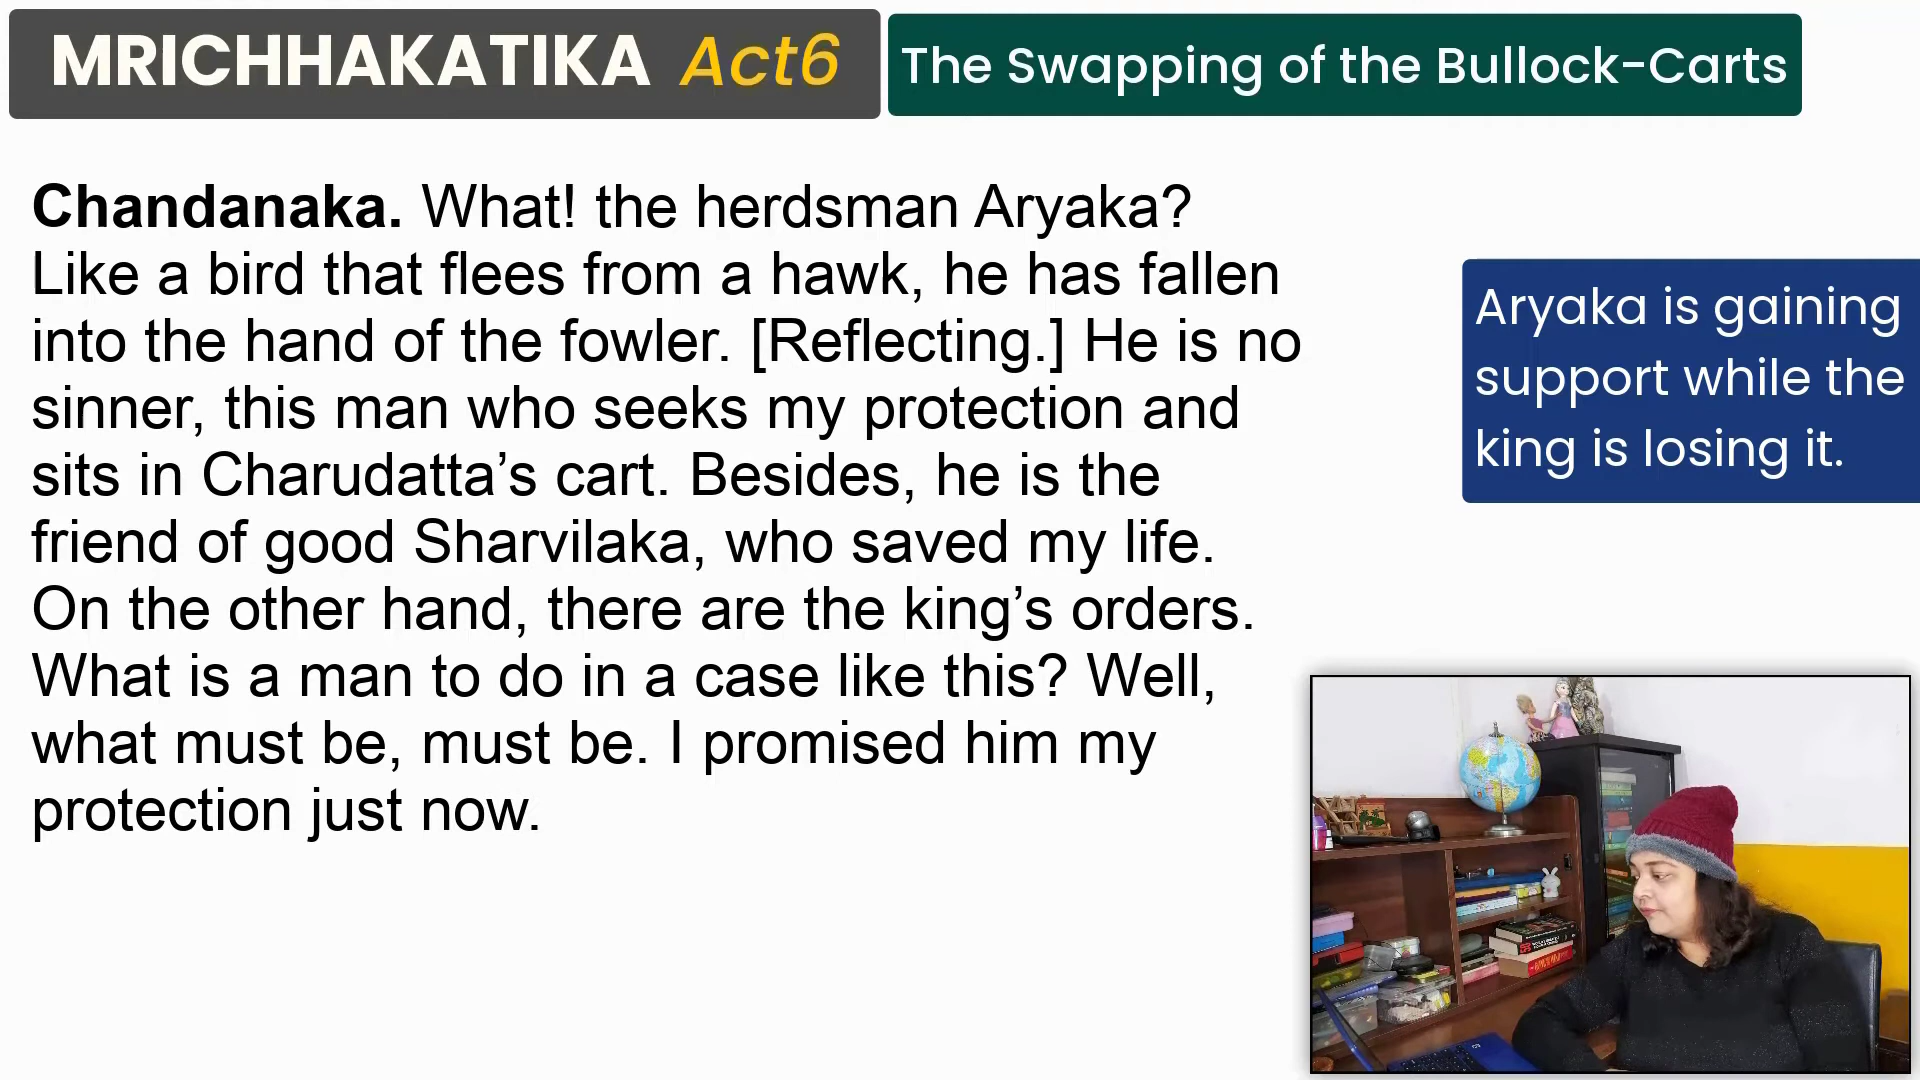 MRICHHAKATIKA Act6
The Swapping of the Bullock-Carts
Chandanaka. What! the herdsman Aryaka?
Like a bird that flees from a hawk, he has fallen
into the hand of the fowler. [Reflecting.] He is no
sinner, this man who seeks my protection and
sits in Charudatta’s cart. Besides, he is the
friend of good Sharvilaka, who saved my life.
On the other hand, there are the king’s orders.
What is a man to do in a case like this? Well,
what must be, must be. I promised him my
protection just now.
Aryaka is gaining
support while the
king is losing it.